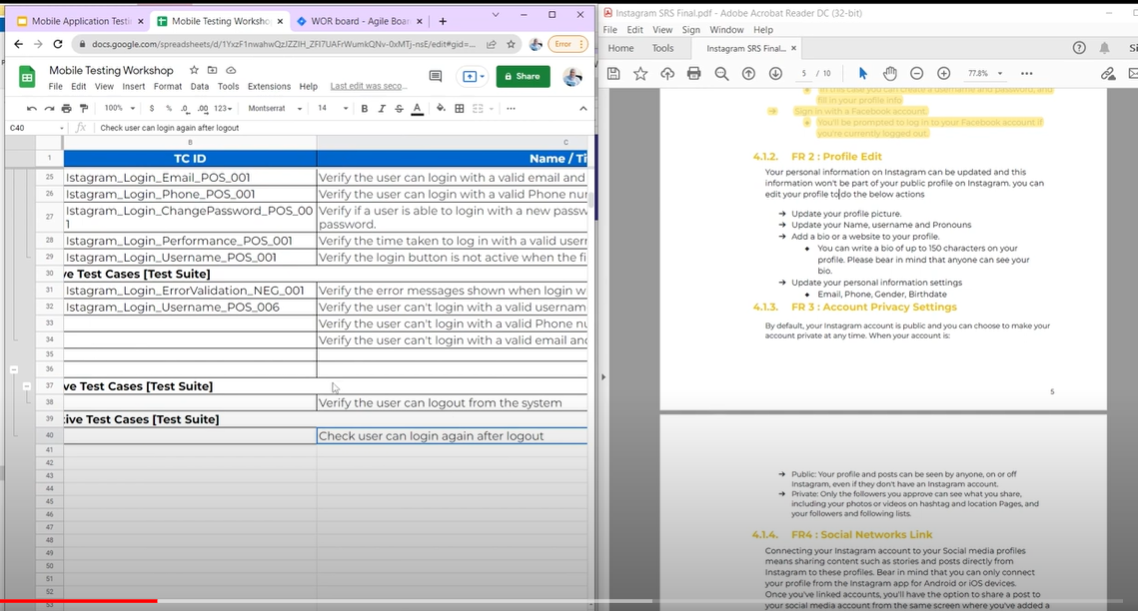 Mobile Application Testi
Mobile Testing Workshop
WOR board - Agile Boar
docs.google.com/spreadsheets/d/1YxzF1nwahwQzJZZIH_ZFI7UAFrWumkQNv-0xMTj-nsE/edit#gid=...
Error
Mobile Testing Workshop
File Edit View Insert Format Data Tools Extensions Help Last edit was seco...
Share
100% $ % .0 .00 123 Montserrat 14 B I S A
C40 fx Check user can login again after logout
B C
1 TC ID Name / Ti
25 Istagram_Login_Email_POS_001 Verify the user can login with a valid email and
26 Istagram_Login_Phone_POS_001 Verify the user can login with a valid Phone nu
27 Istagram_Login_ChangePassword_POS_00 Verify if a user is able to login with a new passw
1 password.
28 Istagram_Login_Performance_POS_001 Verify the time taken to log in with a valid user
29 Istagram_Login_Username_POS_001 Verify the login button is not active when the fi
30 ve Test Cases [Test Suite]
31 Istagram_Login_ErrorValidation_NEG_001 Verify the error messages shown when login w
32 Istagram_Login_Username_POS_006 Verify the user can't login with a valid usernam
33 Verify the user can't login with a valid Phone nu
34 Verify the user can't login with a valid email and
35
36
37 ve Test Cases [Test Suite]
38 Verify the user can logout from the system
39 tive Test Cases [Test Suite]
40 Check user can login again after logout
41
42
43
44
45
46
47
48
49
50
51
52
53
Instagram SRS Final.pdf - Adobe Acrobat Reader DC (32-bit)
File Edit View Sign Window Help
Home Tools Instagram SRS Final... ×
Si
5 / 10 77.8%
In this case you can create a username and password, and
fill in your profile info
Sign in with a Facebook account.
You'll be prompted to log in to your Facebook account if
you're currently logged out.
4.1.2. FR 2 : Profile Edit
Your personal information on Instagram can be updated and this
information won't be part of your public profile on Instagram, you can
edit your profile to do the below actions
➔ Update your profile picture.
➔ Update your Name, username and Pronouns
➔ Add a bio or a website to your profile.
● You can write a bio of up to 150 characters on your
profile. Please bear in mind that anyone can see your
bio.
➔ Update your personal information settings
● Email, Phone, Gender, Birthdate
4.1.3. FR 3 : Account Privacy Settings
By default, your Instagram account is public and you can choose to make your
account private at any time. When your account is:
5
➔ Public: Your profile and posts can be seen by anyone, on or off
Instagram, even if they don't have an Instagram account.
➔ Private: Only the followers you approve can see what you share,
including your photos or videos on hashtag and location Pages, and
your followers and following lists.
4.1.4. FR4 : Social Networks Link
Connecting your Instagram account to your Social media profiles
means sharing content such as stories and posts directly from
Instagram to these profiles. Bear in mind that you can only connect
your profile from the Instagram app for Android or iOS devices.
Once you've linked accounts, you'll have the option to share a post to
your social media account from the same screen where you've added a